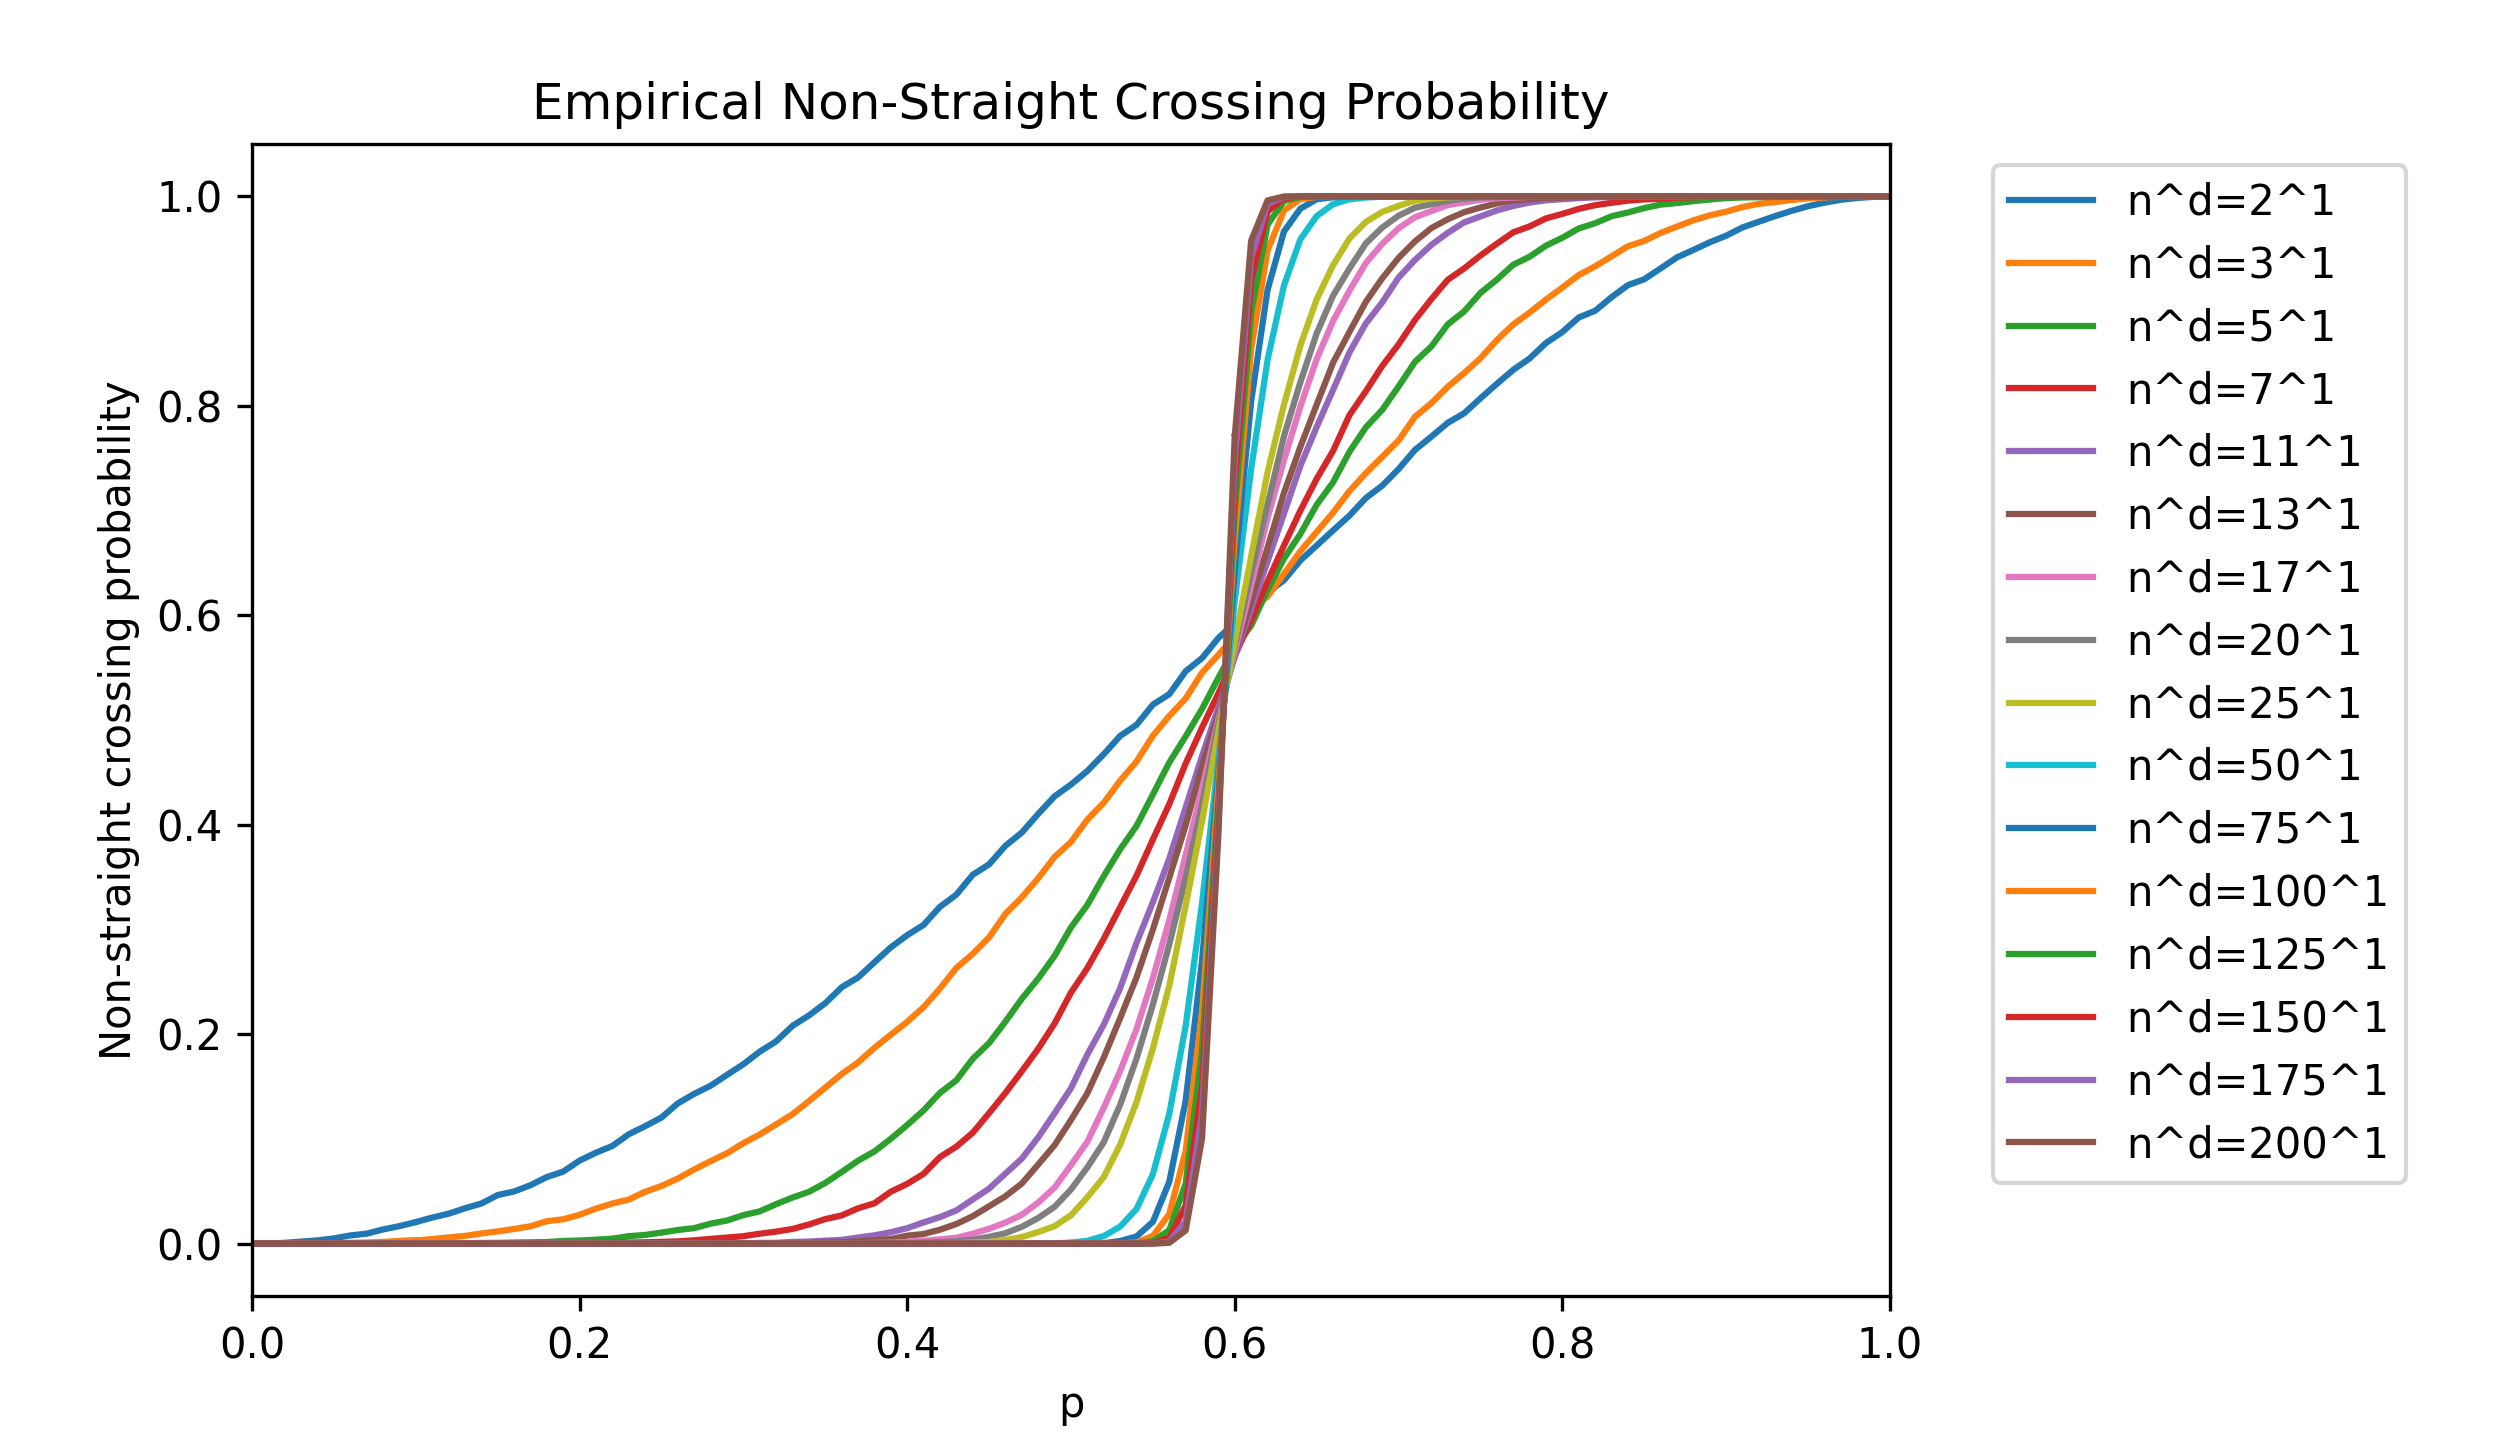 Empirical Non-Straight Crossing Probability
Non-straight crossing probability
1.0
0.8
0.6
0.4
0.2
0.0
0.0 0.2 0.4 0.6 0.8 1.0
p
n^d=2^1
n^d=3^1
n^d=5^1
n^d=7^1
n^d=11^1
n^d=13^1
n^d=17^1
n^d=20^1
n^d=25^1
n^d=50^1
n^d=75^1
n^d=100^1
n^d=125^1
n^d=150^1
n^d=175^1
n^d=200^1